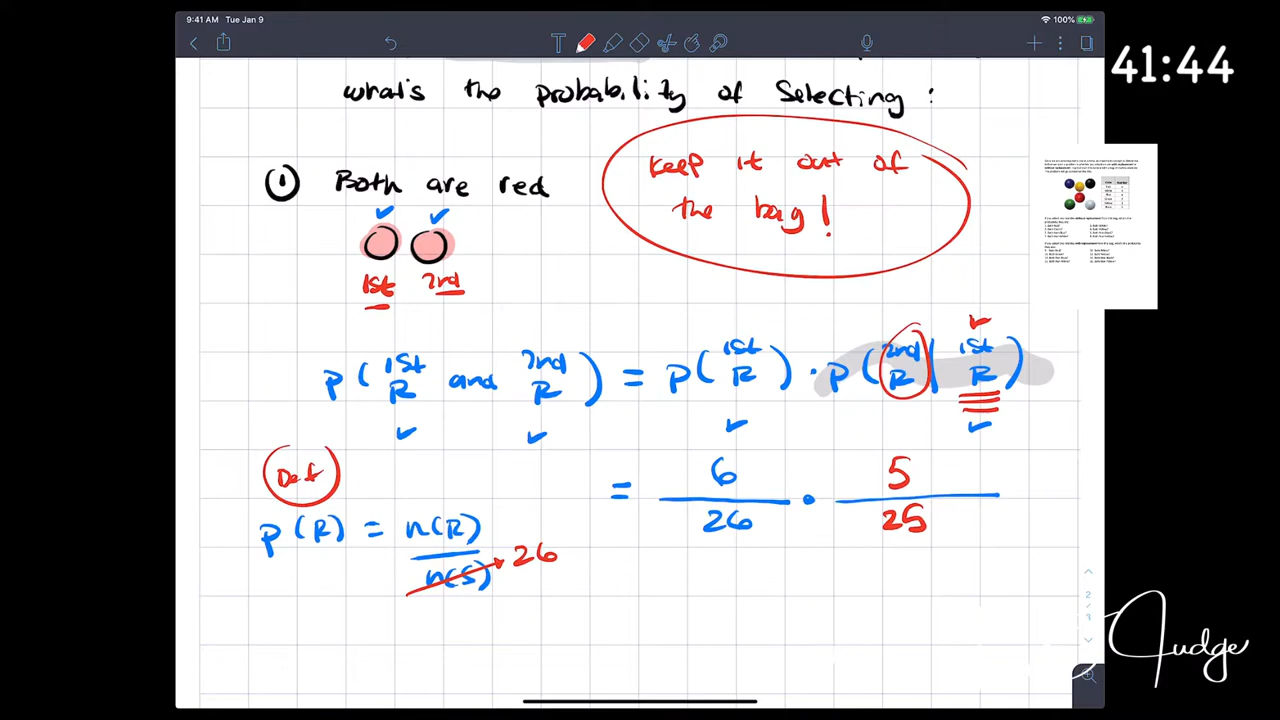 9:41 AM Tue Jan 9
100%
41:44
what's the probability of Selecting :
① Both are red
Keep it out of
the bag!
1st 2nd
P(1st R and 2nd R) = P(1st R) · P(2nd R | 1st R)
Def
P(R) = n(R) / n(S) → 26
= 6/26 · 5/25
2
3
Judge